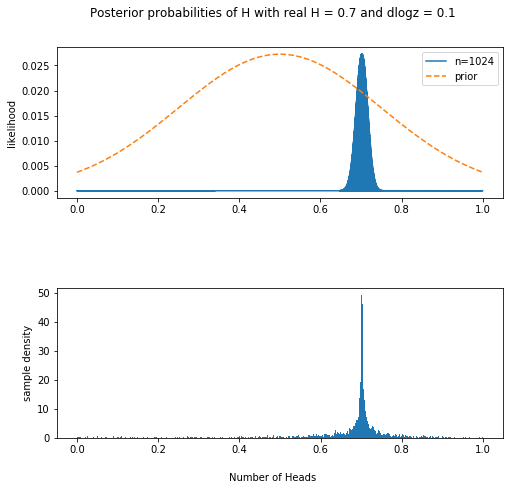 Posterior probabilities of H with real H = 0.7 and dlogz = 0.1
n=1024
prior
likelihood
0.025
0.020
0.015
0.010
0.005
0.000
0.0 0.2 0.4 0.6 0.8 1.0
sample density
50
40
30
20
10
0
0.0 0.2 0.4 0.6 0.8 1.0
Number of Heads